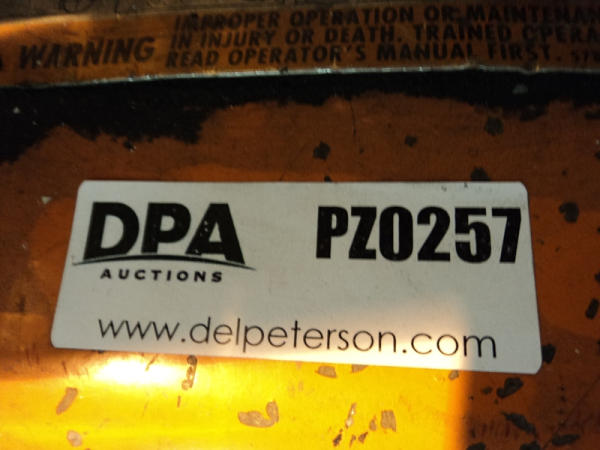 WARNING
IMPROPER OPERATION OR MAINTENAN
IN INJURY OR DEATH. TRAINED OPERA
READ OPERATOR'S MANUAL FIRST.
DPA
AUCTIONS
PZ0257
www.delpeterson.com